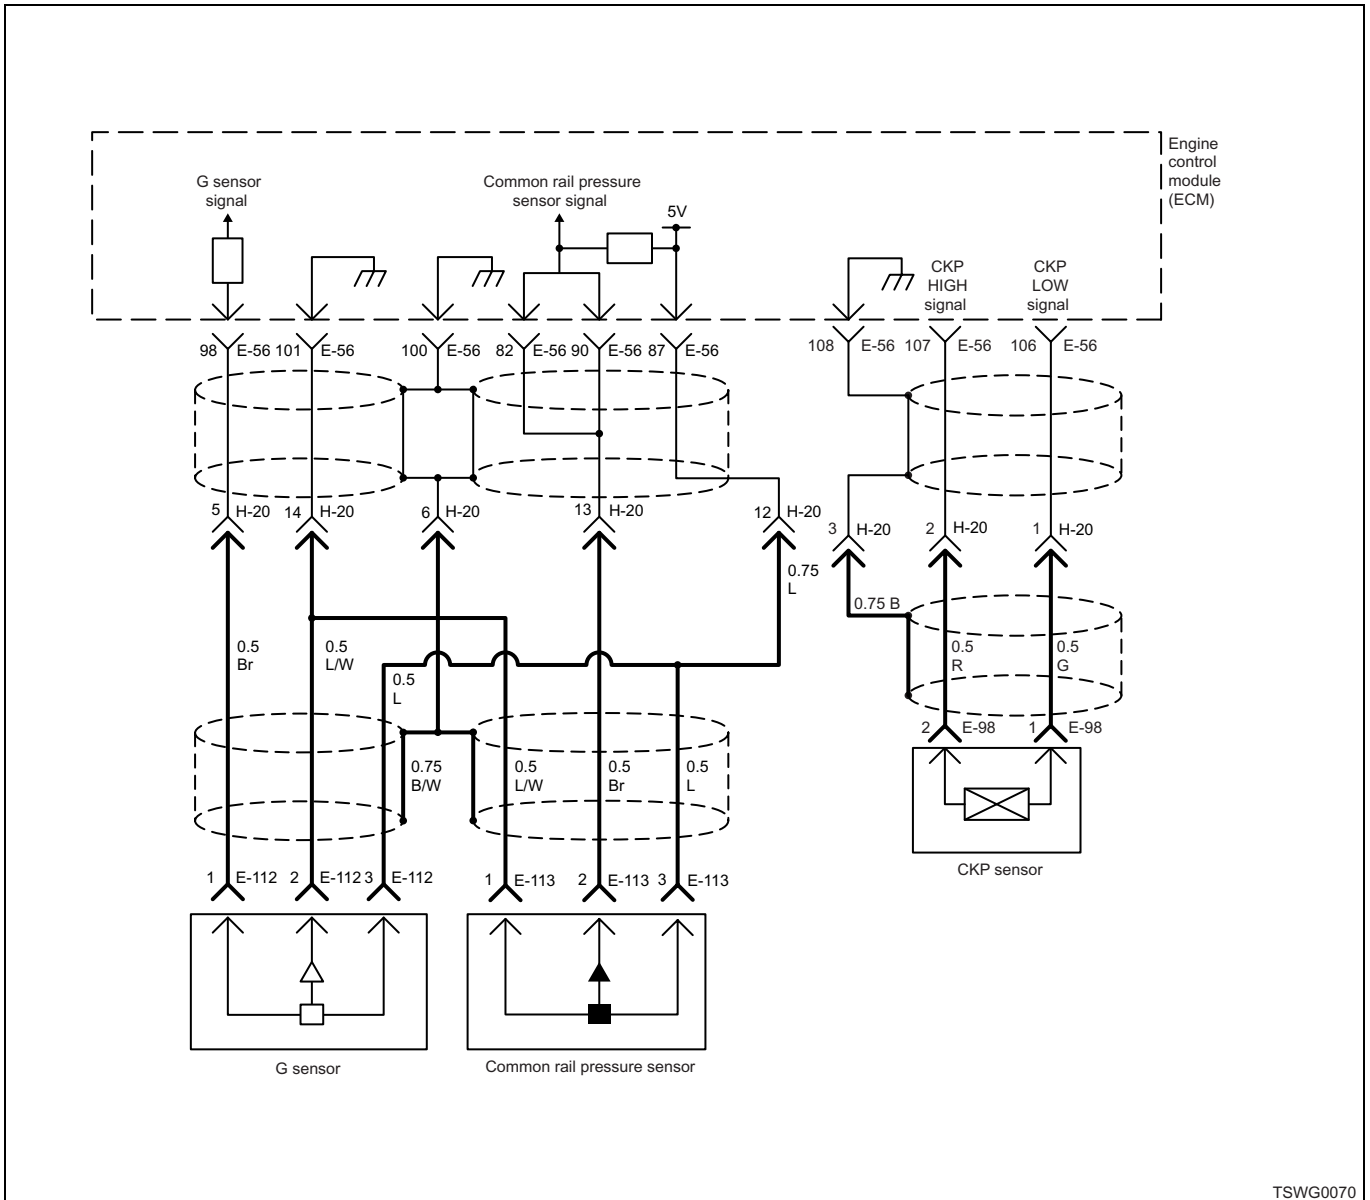 Engine
control
module
(ECM)
G sensor
signal
Common rail pressure
sensor signal
5V
CKP
HIGH
signal
CKP
LOW
signal
98 E-56 101 E-56 100 E-56 82 E-56 90 E-56 87 E-56 108 E-56 107 E-56 106 E-56
5 H-20 14 H-20 6 H-20 13 H-20 12 H-20 3 H-20 2 H-20 1 H-20
0.75
L
0.75 B
0.5
Br
0.5
L/W
0.5
L
0.5
R
0.5
G
2 E-98 1 E-98
0.75
B/W
0.5
L/W
0.5
Br
0.5
L
1 E-112 2 E-112 3 E-112 1 E-113 2 E-113 3 E-113
CKP sensor
G sensor
Common rail pressure sensor
TSWG0070